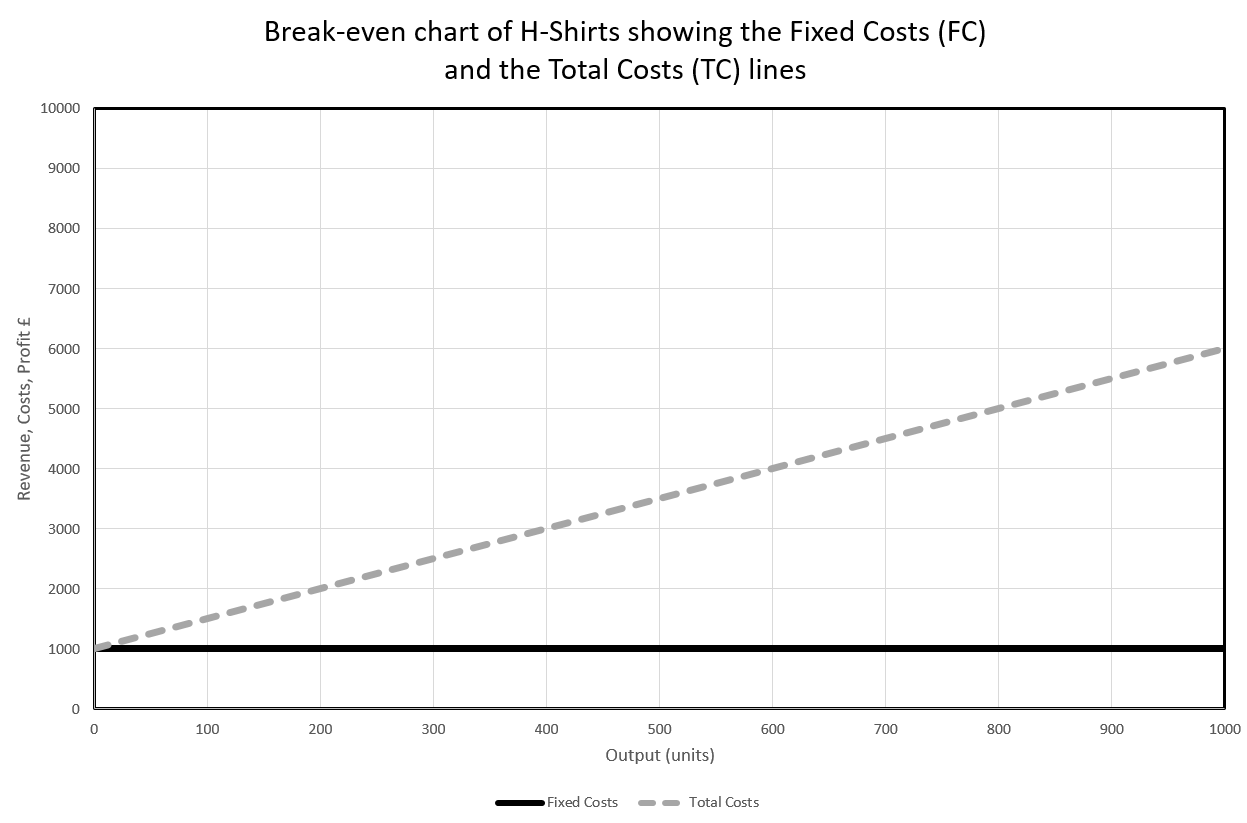 Break-even chart of H-Shirts showing the Fixed Costs (FC)
and the Total Costs (TC) lines
10000
9000
8000
7000
6000
5000
4000
3000
2000
1000
0
Revenue, Costs, Profit £
0 100 200 300 400 500 600 700 800 900 1000
Output (units)
Fixed Costs Total Costs